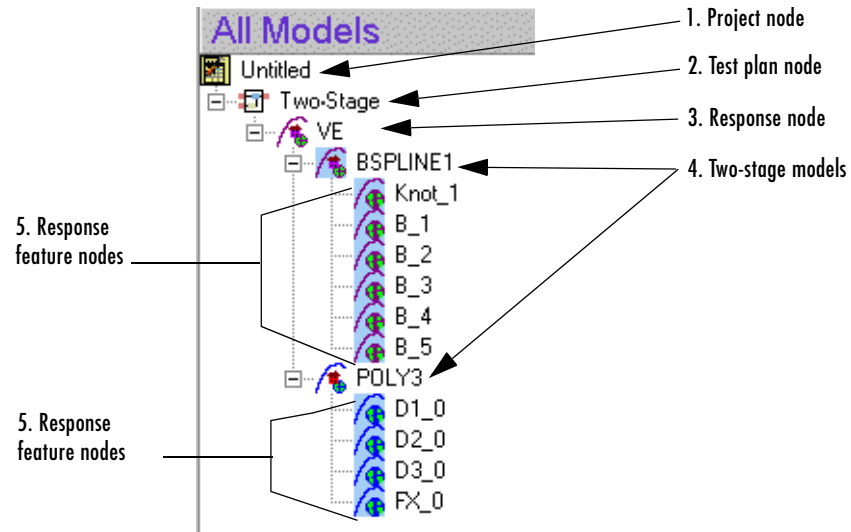 All Models
1. Project node
Untitled
2. Test plan node
Two-Stage
3. Response node
VE
BSPLINE1
4. Two-stage models
Knot_1
5. Response
feature nodes
B_1
B_2
B_3
B_4
B_5
POLY3
5. Response
feature nodes
D1_0
D2_0
D3_0
FX_0